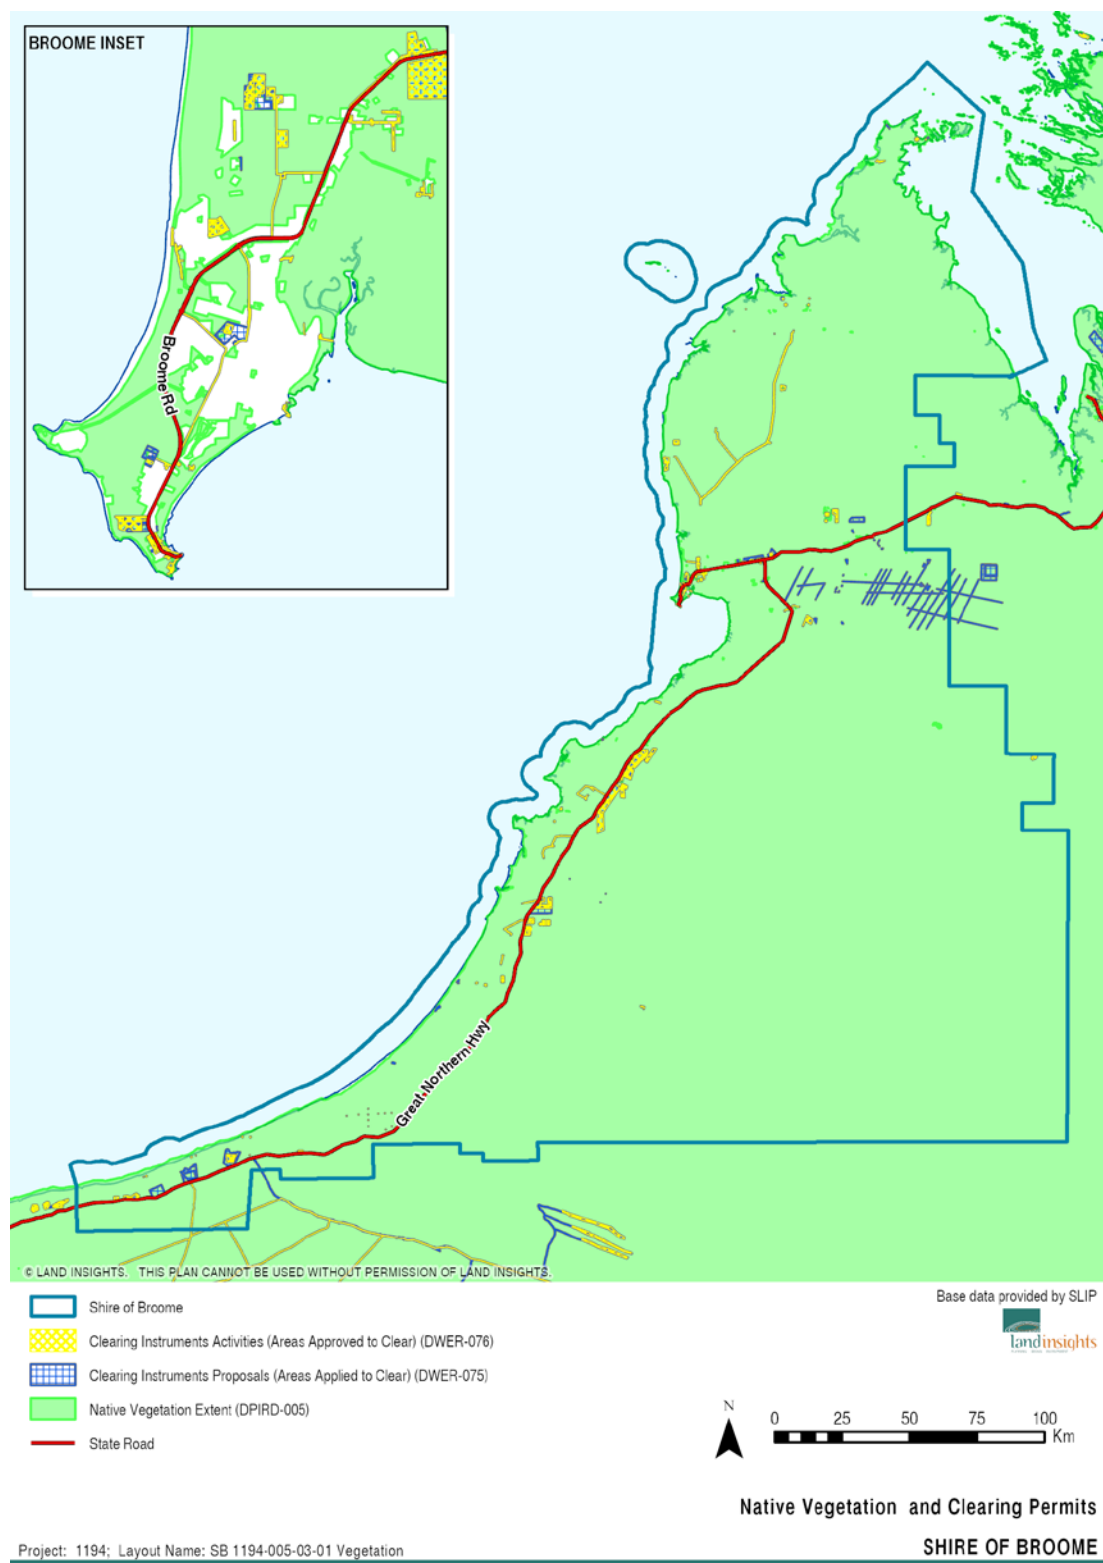 BROOME INSET
Broome Rd
Great Northern Hwy
© LAND INSIGHTS. THIS PLAN CANNOT BE USED WITHOUT PERMISSION OF LAND INSIGHTS.
Shire of Broome
Clearing Instruments Activities (Areas Approved to Clear) (DWER-076)
Clearing Instruments Proposals (Areas Applied to Clear) (DWER-075)
Native Vegetation Extent (DPIRD-005)
State Road
Base data provided by SLIP
landinsights
N
0 25 50 75 100
Km
Native Vegetation and Clearing Permits
SHIRE OF BROOME
Project: 1194; Layout Name: SB 1194-005-03-01 Vegetation